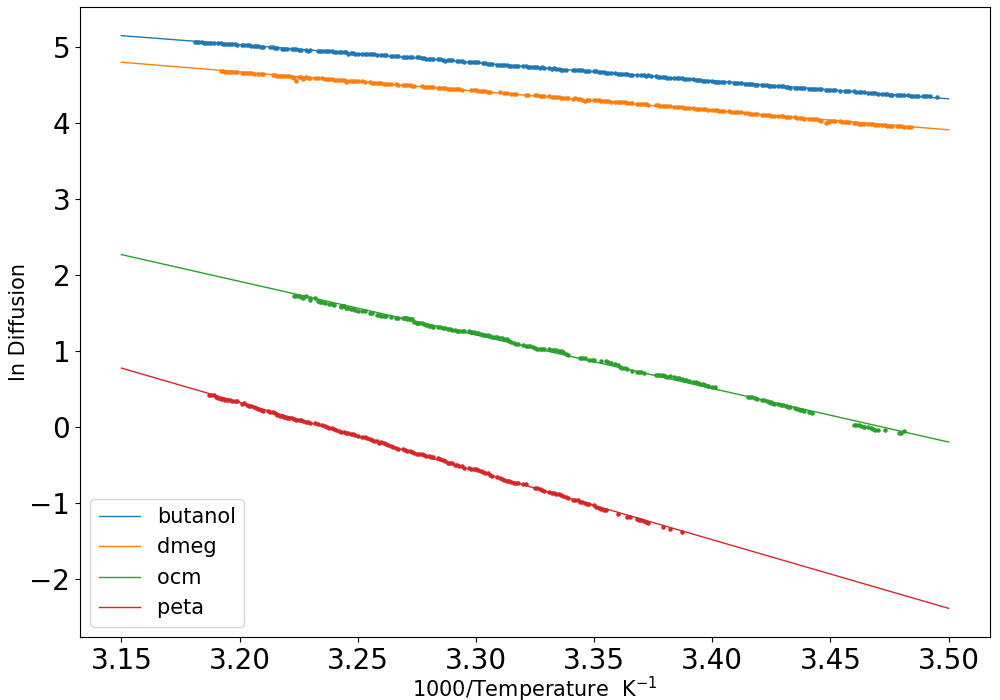 5
4
3
2
1
0
−1
−2
ln Diffusion
butanol
dmeg
ocm
peta
3.15 3.20 3.25 3.30 3.35 3.40 3.45 3.50
1000/Temperature K⁻¹